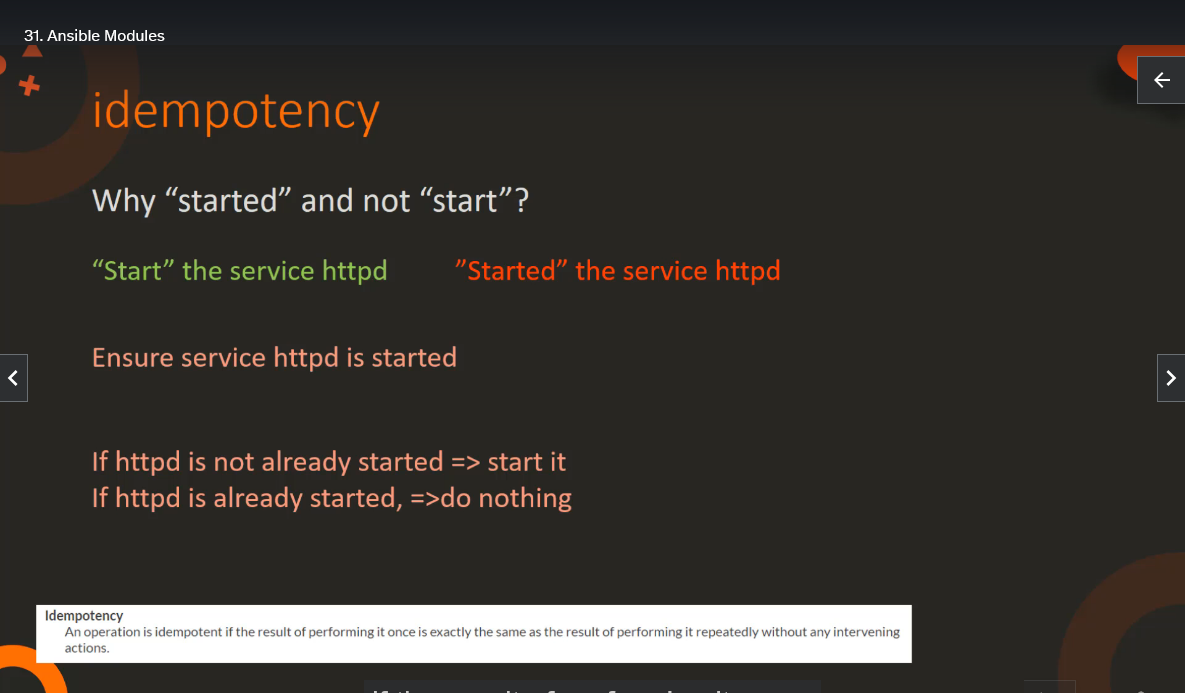 31. Ansible Modules
idempotency
Why “started” and not “start”?
“Start” the service httpd
”Started” the service httpd
Ensure service httpd is started
If httpd is not already started => start it
If httpd is already started, =>do nothing
Idempotency
An operation is idempotent if the result of performing it once is exactly the same as the result of performing it repeatedly without any intervening
actions.